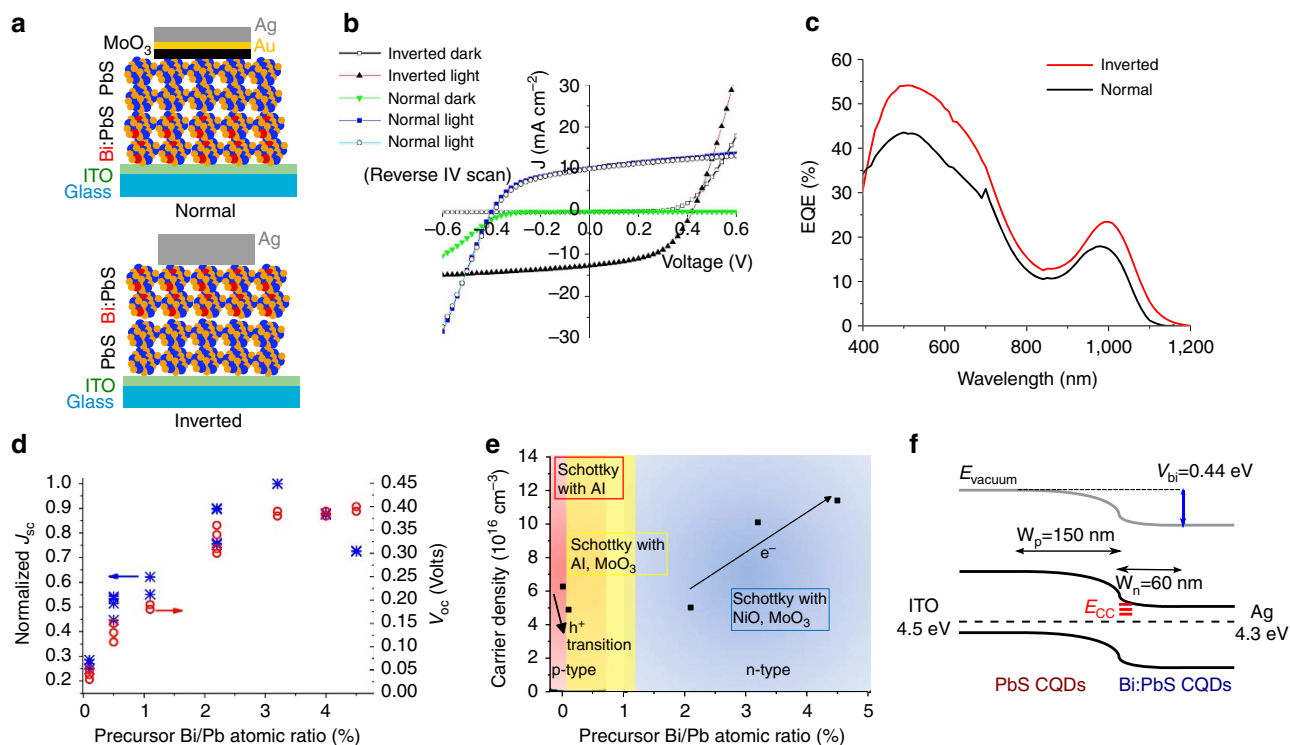 a
Ag
MoO3
Au
PbS
Bi:PbS
ITO
Glass
Normal
Ag
Bi:PbS
PbS
ITO
Glass
Inverted
b
Inverted dark
Inverted light
Normal dark
Normal light
Normal light
(Reverse IV scan)
J (mA cm−2)
30
20
10
0
−10
−20
−30
−0.6
−0.4
−0.2
0.0
0.2
0.4
0.6
Voltage (V)
c
Inverted
Normal
EQE (%)
60
50
40
30
20
10
0
400
600
800
1,000
1,200
Wavelength (nm)
d
Normalized Jsc
1.0
0.9
0.8
0.7
0.6
0.5
0.4
0.3
0.2
0.45
0.40
0.35
0.30
0.25
0.20
0.15
0.10
0.05
0.00
Voc (Volts)
0
1
2
3
4
Precursor Bi/Pb atomic ratio (%)
e
Carrier density (10^16 cm−3)
14
12
10
8
6
4
2
0
Schottky
with Al
Schottky with
Al, MoO3
e−
Schottky with
NiO, MoO3
h+
transition
p-type
n-type
0
1
2
3
4
5
Precursor Bi/Pb atomic ratio (%)
f
Evacuum
Vbi=0.44 eV
Wp=150 nm
Wn=60 nm
ECC
ITO
4.5 eV
Ag
4.3 eV
PbS CQDs
Bi:PbS CQDs